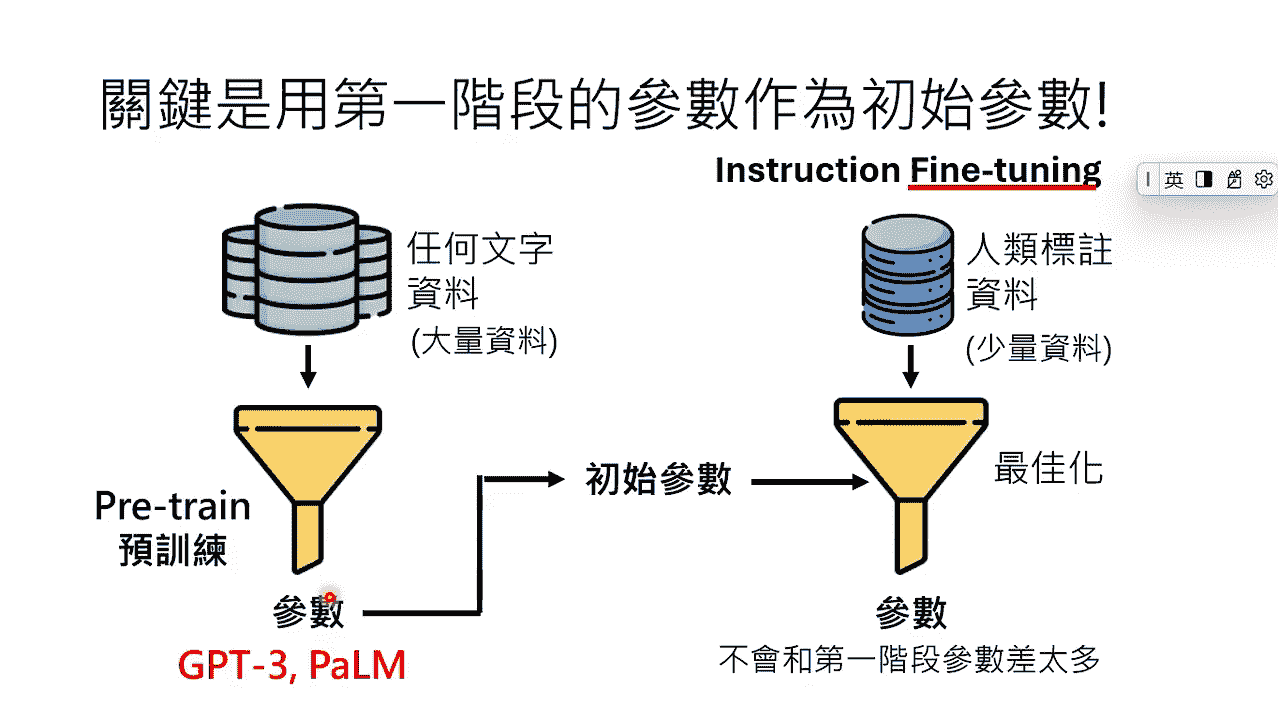 關鍵是用第一階段的參數作為初始參數!
Instruction Fine-tuning
英
任何文字
資料
(大量資料)
人類標註
資料
(少量資料)
Pre-train
預訓練
初始參數
最佳化
參數
GPT-3, PaLM
參數
不會和第一階段參數差太多